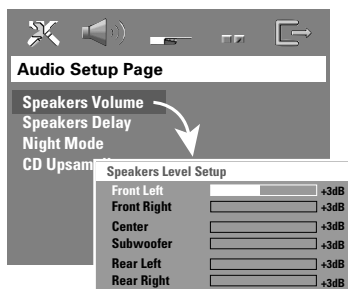 Audio Setup Page
Speakers Volume
Speakers Delay
Night Mode
CD
Speakers Level Setup
Front Left +3dB
Front Right +3dB
Center +3dB
Subwoofer +3dB
Rear Left +3dB
Rear Right +3dB